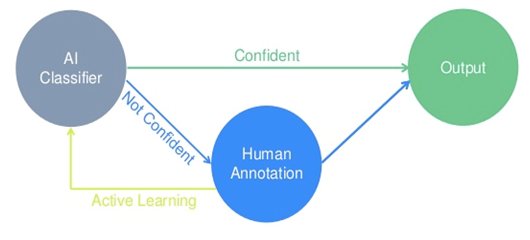 AI
Classifier
Confident
Output
Not Confident
Human
Annotation
Active Learning